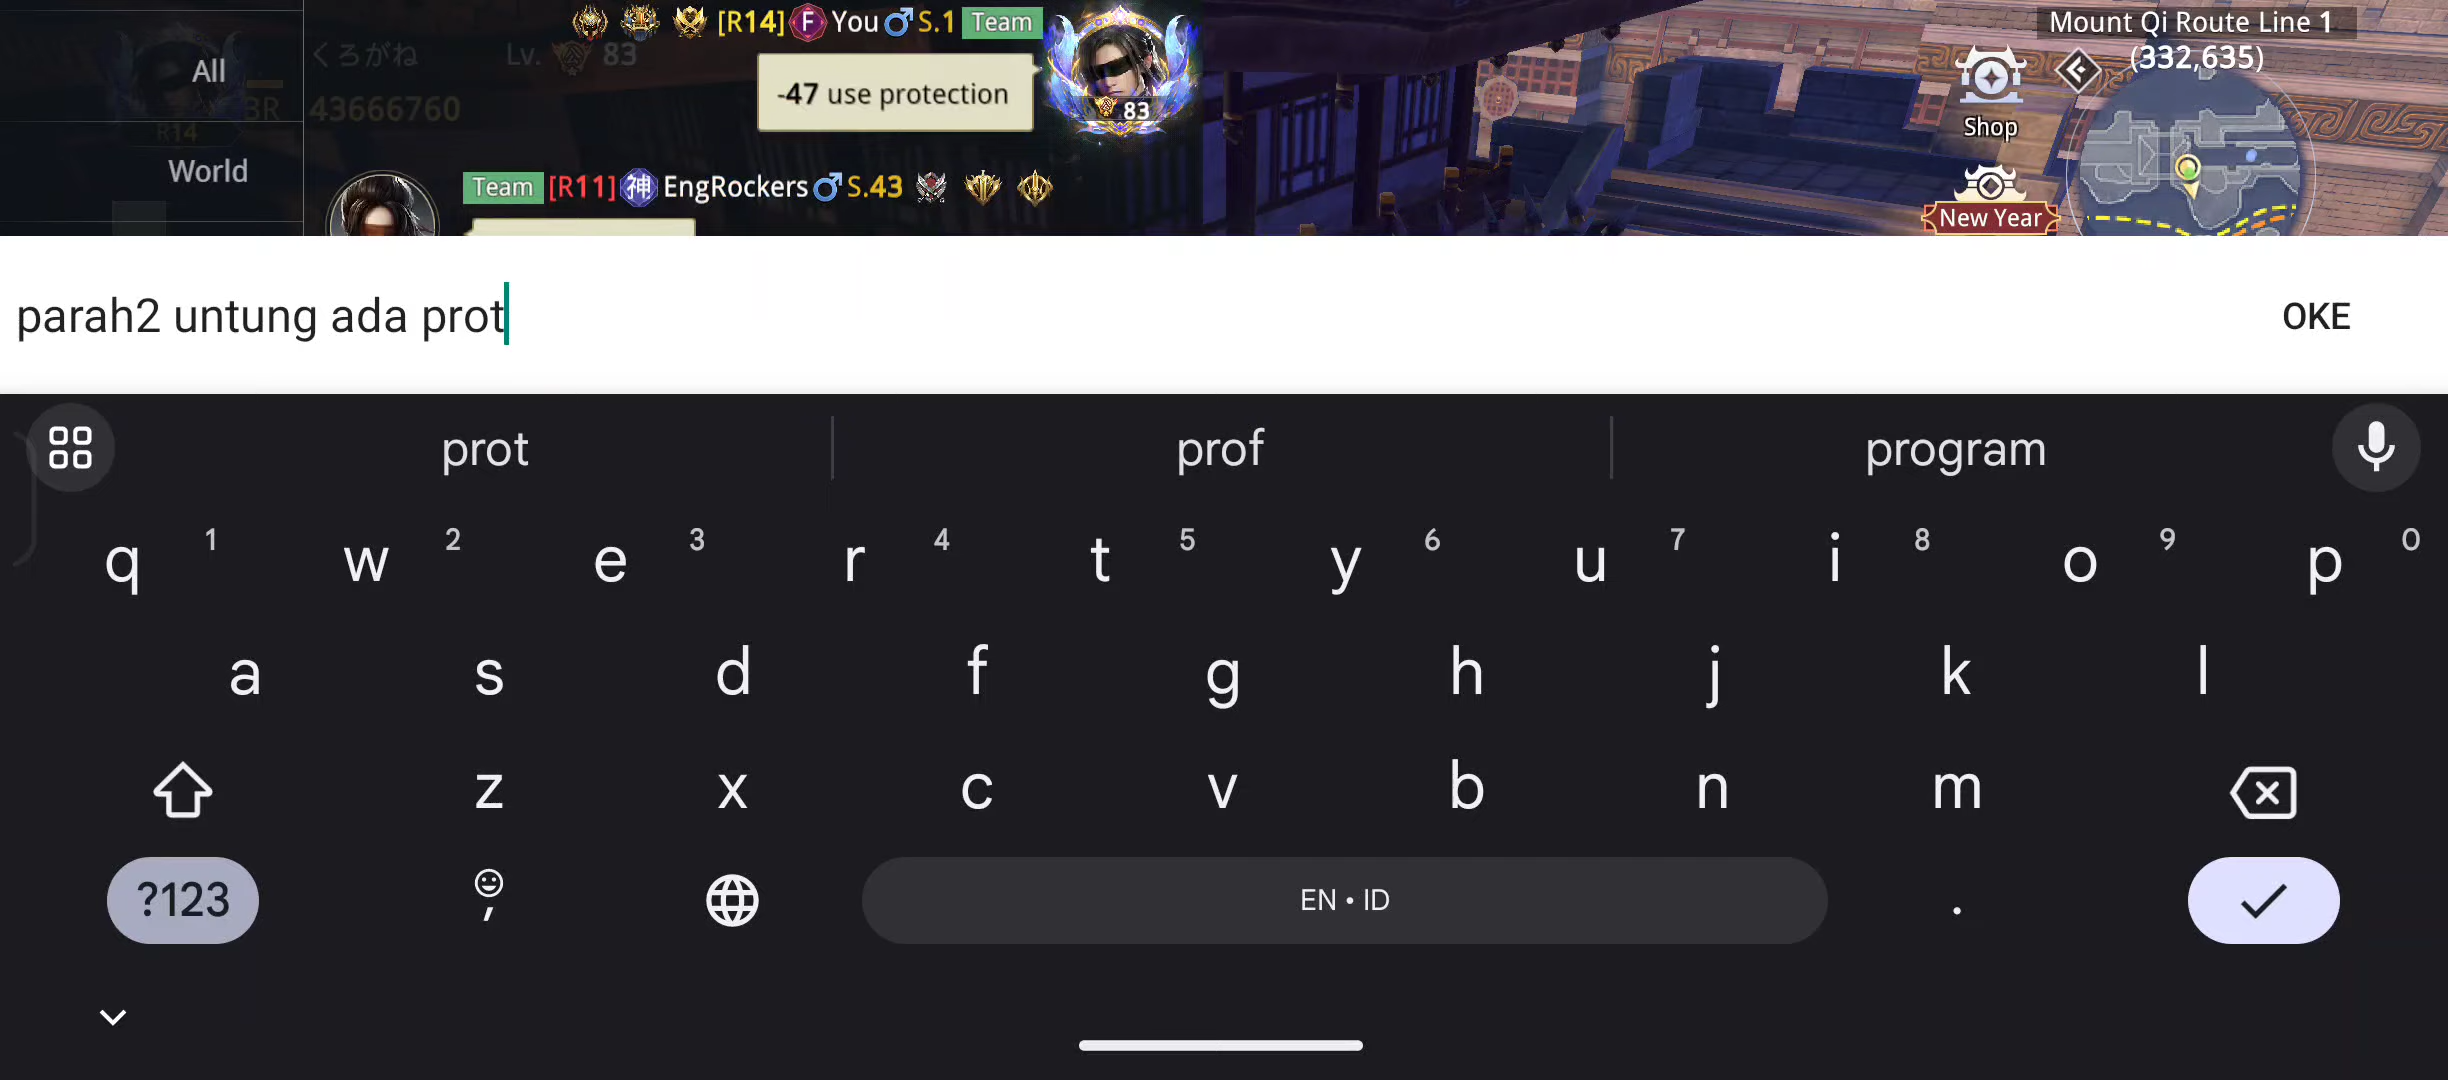 [R14] F You ♂ S.1 Team
Mount Qi Route Line 1
(332,635)
All
くろがね Lv. 83
-47 use protection
83
BR 43666760
R14
Shop
World
Team [R11] 神 EngRockers ♂ S.43
New Year
parah2 untung ada prot
OKE
prot prof program
q 1 w 2 e 3 r 4 t 5 y 6 u 7 i 8 o 9 p 0
a s d f g h j k l
z x c v b n m
?123 , EN • ID .